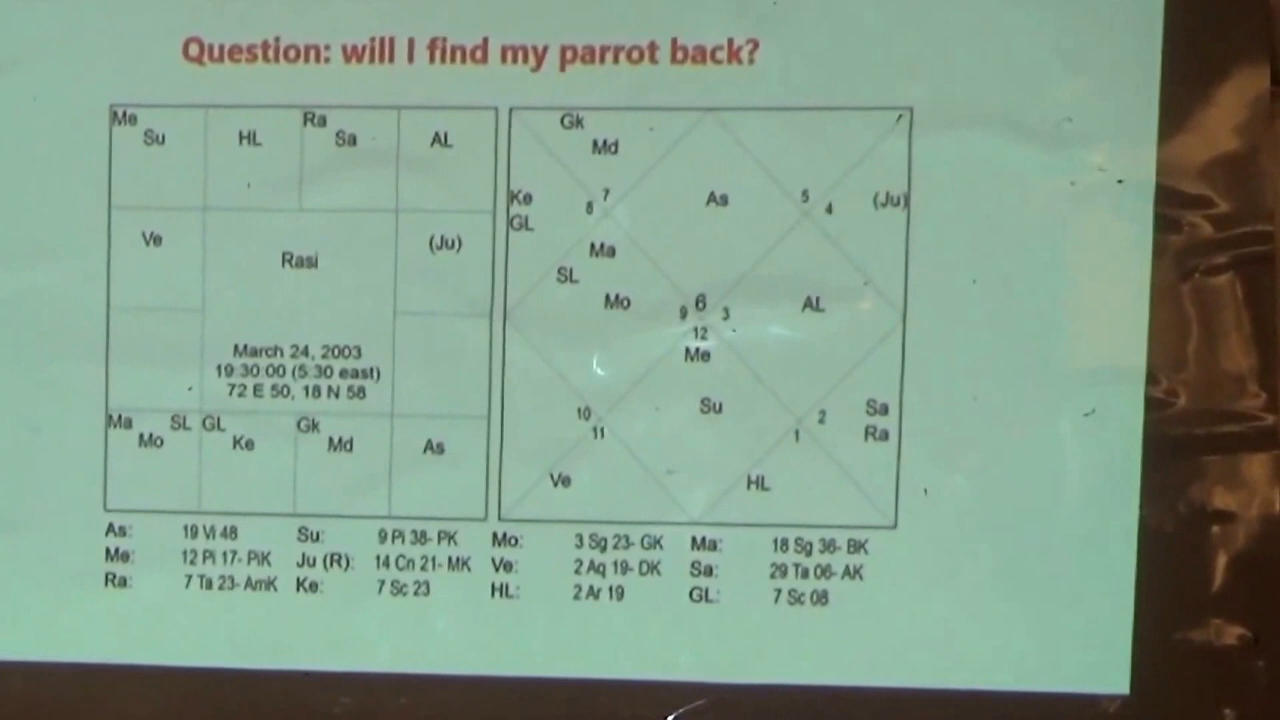 Question: will I find my parrot back?
Me Su HL Ra Sa AL
Ve Rasi (Ju)
March 24, 2003
19:30:00 (5:30 east)
72 E 50, 18 N 58
Ma Mo SL GL Ke Gk Md As
Gk
Md
Ke GL 8 7 As 5 4 (Ju)
Ma
SL
Mo 9 6 3 AL
12
Me
10 11 Su 1 2 Sa
Ra
Ve HL
As: 19 Vi 48 Su: 9 Pi 38- PK Mo: 3 Sg 23- GK Ma: 18 Sg 36- BK
Me: 12 Pi 17- PiK Ju (R): 14 Cn 21- MK Ve: 2 Aq 19- DK Sa: 29 Ta 06- AK
Ra: 7 Ta 23- AmK Ke: 7 Sc 23 HL: 2 Ar 19 GL: 7 Sc 08